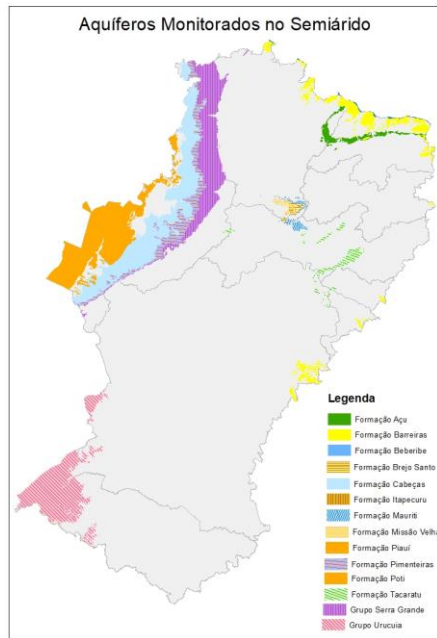 Aquíferos Monitorados no Semiárido
Legenda
Formação Açu
Formação Barreiras
Formação Beberibe
Formação Brejo Santo
Formação Cabeças
Formação Itapecuru
Formação Mauriti
Formação Missão Velha
Formação Piauí
Formação Pimenteiras
Formação Poti
Formação Tacaratu
Grupo Serra Grande
Grupo Urucuia